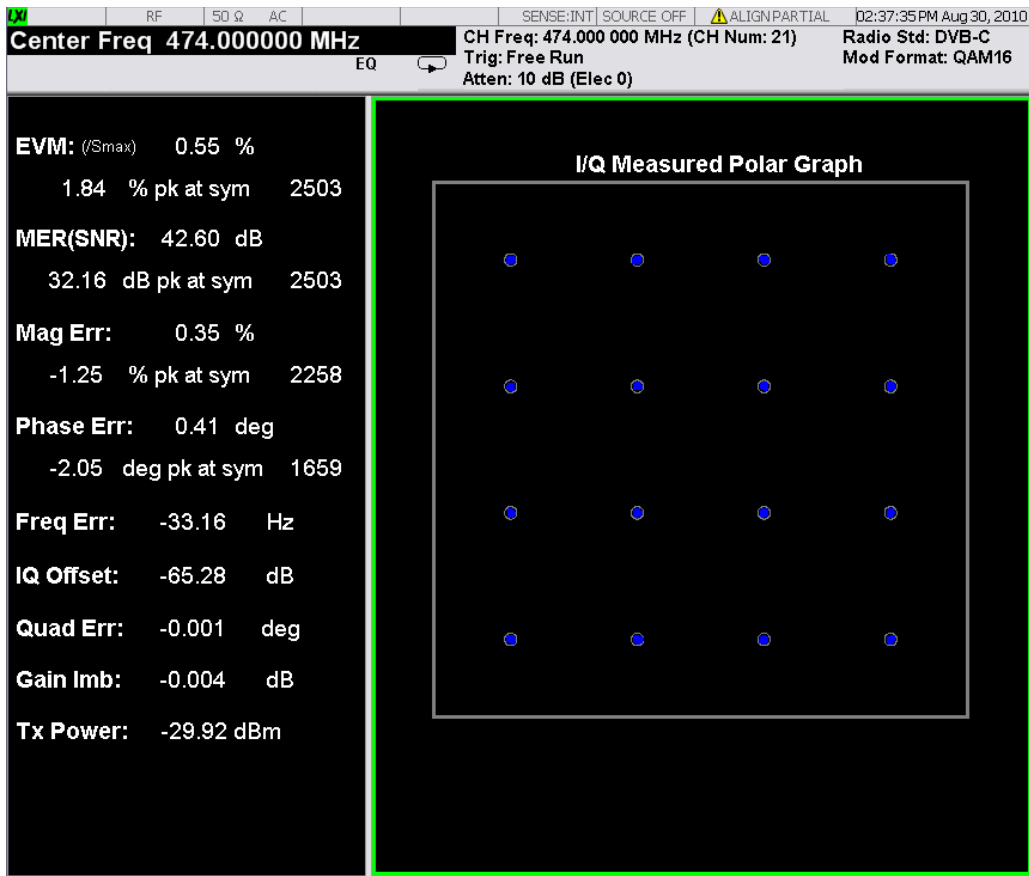 LXI RF 50 Ω AC SENSE:INT SOURCE OFF ALIGN PARTIAL 02:37:35 PM Aug 30, 2010
Center Freq 474.000000 MHz
CH Freq: 474.000 000 MHz (CH Num: 21) Radio Std: DVB-C
EQ Trig: Free Run Mod Format: QAM16
Atten: 10 dB (Elec 0)
EVM: (/Smax) 0.55 %
1.84 % pk at sym 2503
MER(SNR): 42.60 dB
32.16 dB pk at sym 2503
Mag Err: 0.35 %
-1.25 % pk at sym 2258
Phase Err: 0.41 deg
-2.05 deg pk at sym 1659
Freq Err: -33.16 Hz
IQ Offset: -65.28 dB
Quad Err: -0.001 deg
Gain Imb: -0.004 dB
Tx Power: -29.92 dBm
I/Q Measured Polar Graph